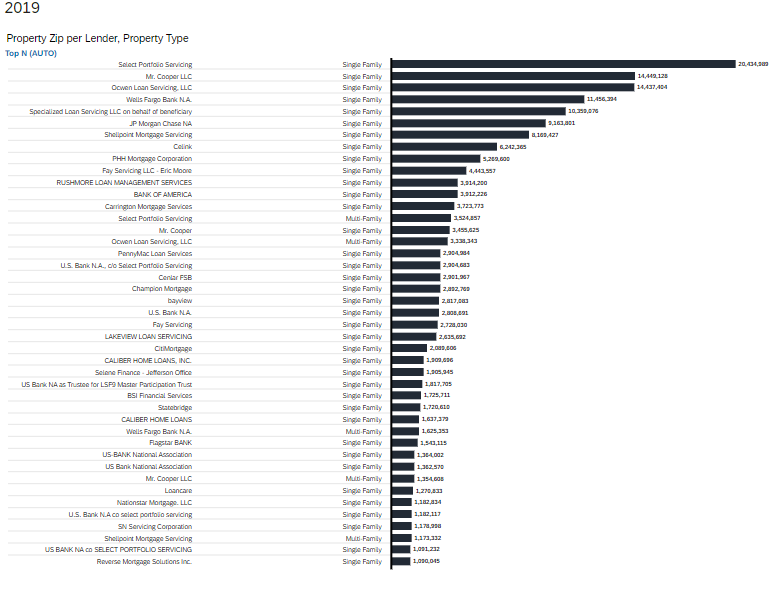 2019
Property Zip per Lender, Property Type
Top N (AUTO)
Select Portfolio Servicing Single Family 20,434,989
Mr. Cooper LLC Single Family 14,449,128
Ocwen Loan Servicing, LLC Single Family 14,437,404
Wells Fargo Bank N.A. Single Family 11,456,394
Specialized Loan Servicing LLC on behalf of beneficiary Single Family 10,359,076
JP Morgan Chase NA Single Family 9,163,801
Shellpoint Mortgage Servicing Single Family 8,169,427
Celink Single Family 6,242,365
PHH Mortgage Corporation Single Family 5,269,600
Fay Servicing LLC - Eric Moore Single Family 4,443,557
RUSHMORE LOAN MANAGEMENT SERVICES Single Family 3,914,200
BANK OF AMERICA Single Family 3,912,226
Carrington Mortgage Services Single Family 3,723,773
Select Portfolio Servicing Multi-Family 3,524,857
Mr. Cooper Single Family 3,455,625
Ocwen Loan Servicing, LLC Multi-Family 3,338,343
PennyMac Loan Services Single Family 2,904,984
U.S. Bank N.A., c/o Select Portfolio Servicing Single Family 2,904,683
Cenlar FSB Single Family 2,901,967
Champion Mortgage Single Family 2,892,769
bayview Single Family 2,817,083
U.S. Bank N.A. Single Family 2,808,691
Fay Servicing Single Family 2,728,030
LAKEVIEW LOAN SERVICING Single Family 2,635,692
CitiMortgage Single Family 2,089,606
CALIBER HOME LOANS, INC. Single Family 1,909,696
Selene Finance - Jefferson Office Single Family 1,905,945
US Bank NA as Trustee for LSF9 Master Participation Trust Single Family 1,817,705
BSI Financial Services Single Family 1,725,711
Statebridge Single Family 1,720,610
CALIBER HOME LOANS Single Family 1,637,379
Wells Fargo Bank N.A. Multi-Family 1,625,353
Flagstar BANK Single Family 1,543,115
US-BANK National Association Single Family 1,364,002
US Bank National Association Single Family 1,362,570
Mr. Cooper LLC Multi-Family 1,354,608
Loancare Single Family 1,270,833
Nationstar Mortgage. LLC Single Family 1,182,834
U.S. Bank N.A co select portfolio servicing Single Family 1,182,117
SN Servicing Corporation Single Family 1,178,998
Shellpoint Mortgage Servicing Multi-Family 1,173,332
US BANK NA co SELECT PORTFOLIO SERVICING Single Family 1,091,232
Reverse Mortgage Solutions Inc. Single Family 1,090,045